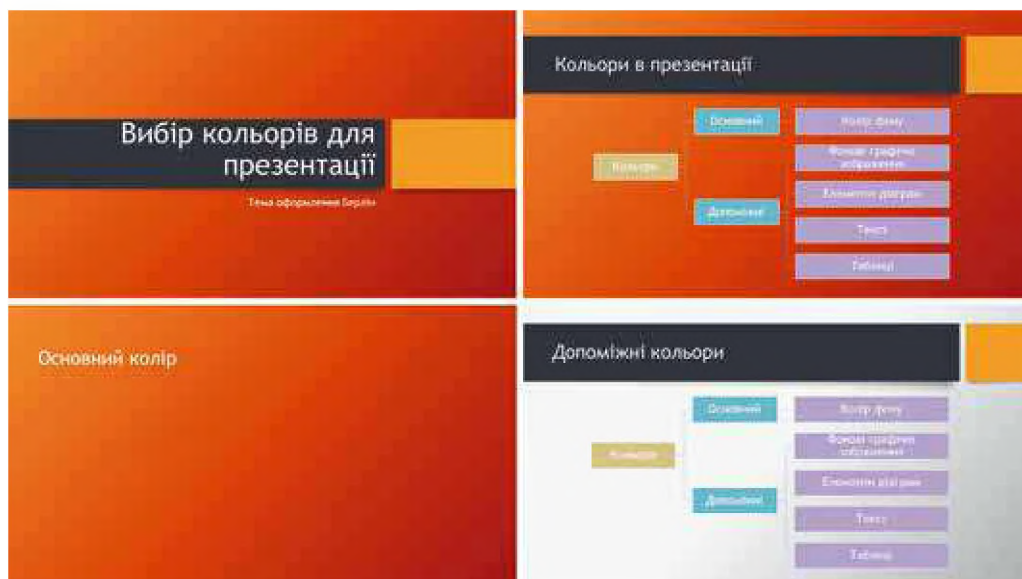 Вибір кольорів для
презентації
Тема оформлення Берлін
Кольори в презентації
Основний
Колір фону
Фонові графічні
зображення
Кольори
Елементи діаграм
Допоміжні
Текст
Таблиці
Основний колір
Допоміжні кольори
Основний
Колір фону
Фонові графічні
зображення
Кольори
Елементи діаграм
Допоміжні
Текст
Таблиці